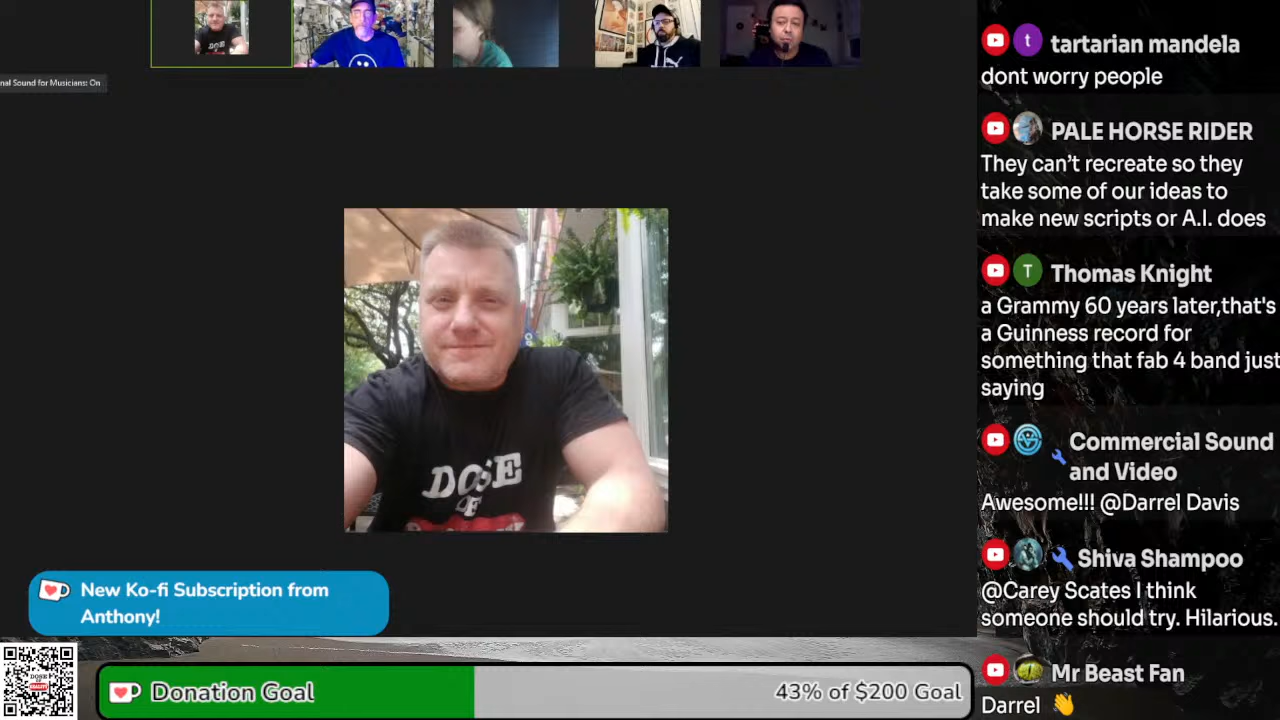 nal Sound for Musicians: On
DOSE
OF
New Ko-fi Subscription from
Anthony!
DOSE
Donation Goal
43% of $200 Goal
t
tartarian mandela
dont worry people
PALE HORSE RIDER
They can’t recreate so they
take some of our ideas to
make new scripts or A.I. does
T
Thomas Knight
a Grammy 60 years later,that's
a Guinness record for
something that fab 4 band just
saying
Commercial Sound
and Video
Awesome!!! @Darrel Davis
Shiva Shampoo
@Carey Scates I think
someone should try. Hilarious.
Mr Beast Fan
Darrel 👋